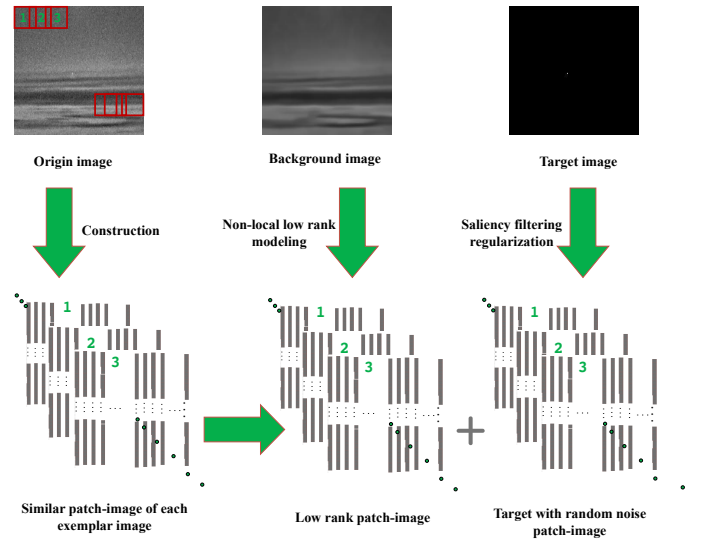 1 2 3
Origin image
Background image
Target image
Construction
Non-local low rank
modeling
Saliency filtering
regularization
1
2
3
1
2
3
1
2
3
Similar patch-image of each
exemplar image
Low rank patch-image
Target with random noise
patch-image